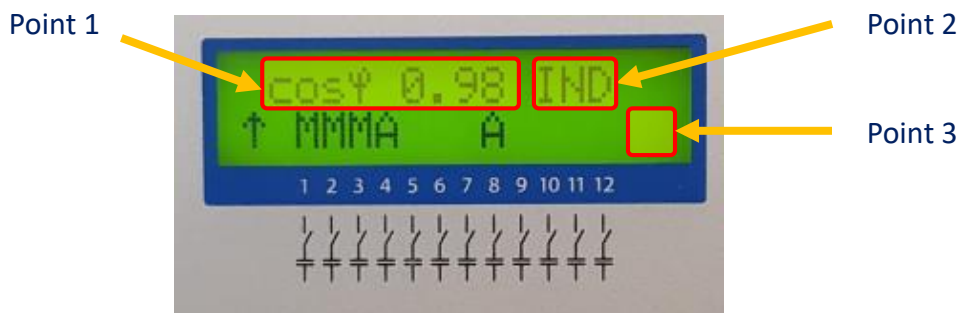 Point 1
Point 2
cosφ 0.98 IND
↑ MMMA A
Point 3
1 2 3 4 5 6 7 8 9 10 11 12